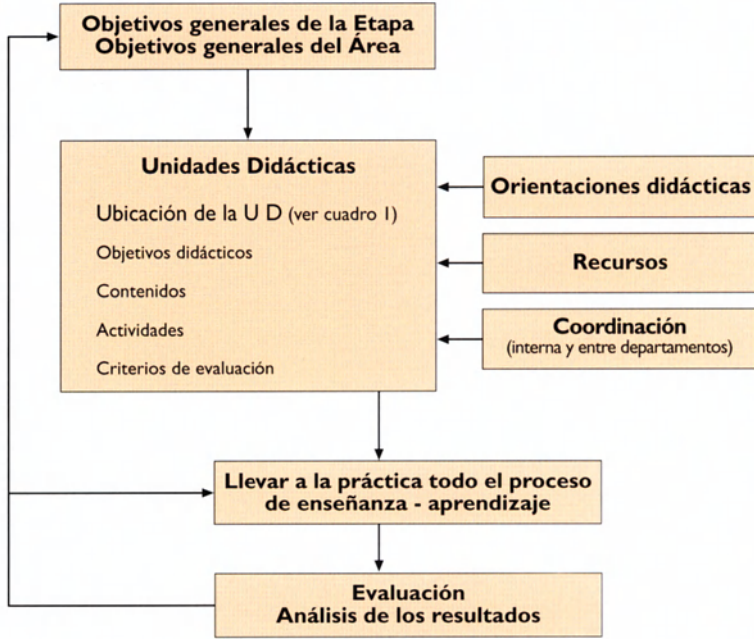 Objetivos generales de la Etapa
Objetivos generales del Área
Unidades Didácticas
Ubicación de la U D (ver cuadro 1)
Objetivos didácticos
Contenidos
Actividades
Criterios de evaluación
Orientaciones didácticas
Recursos
Coordinación
(interna y entre departamentos)
Llevar a la práctica todo el proceso
de enseñanza - aprendizaje
Evaluación
Análisis de los resultados